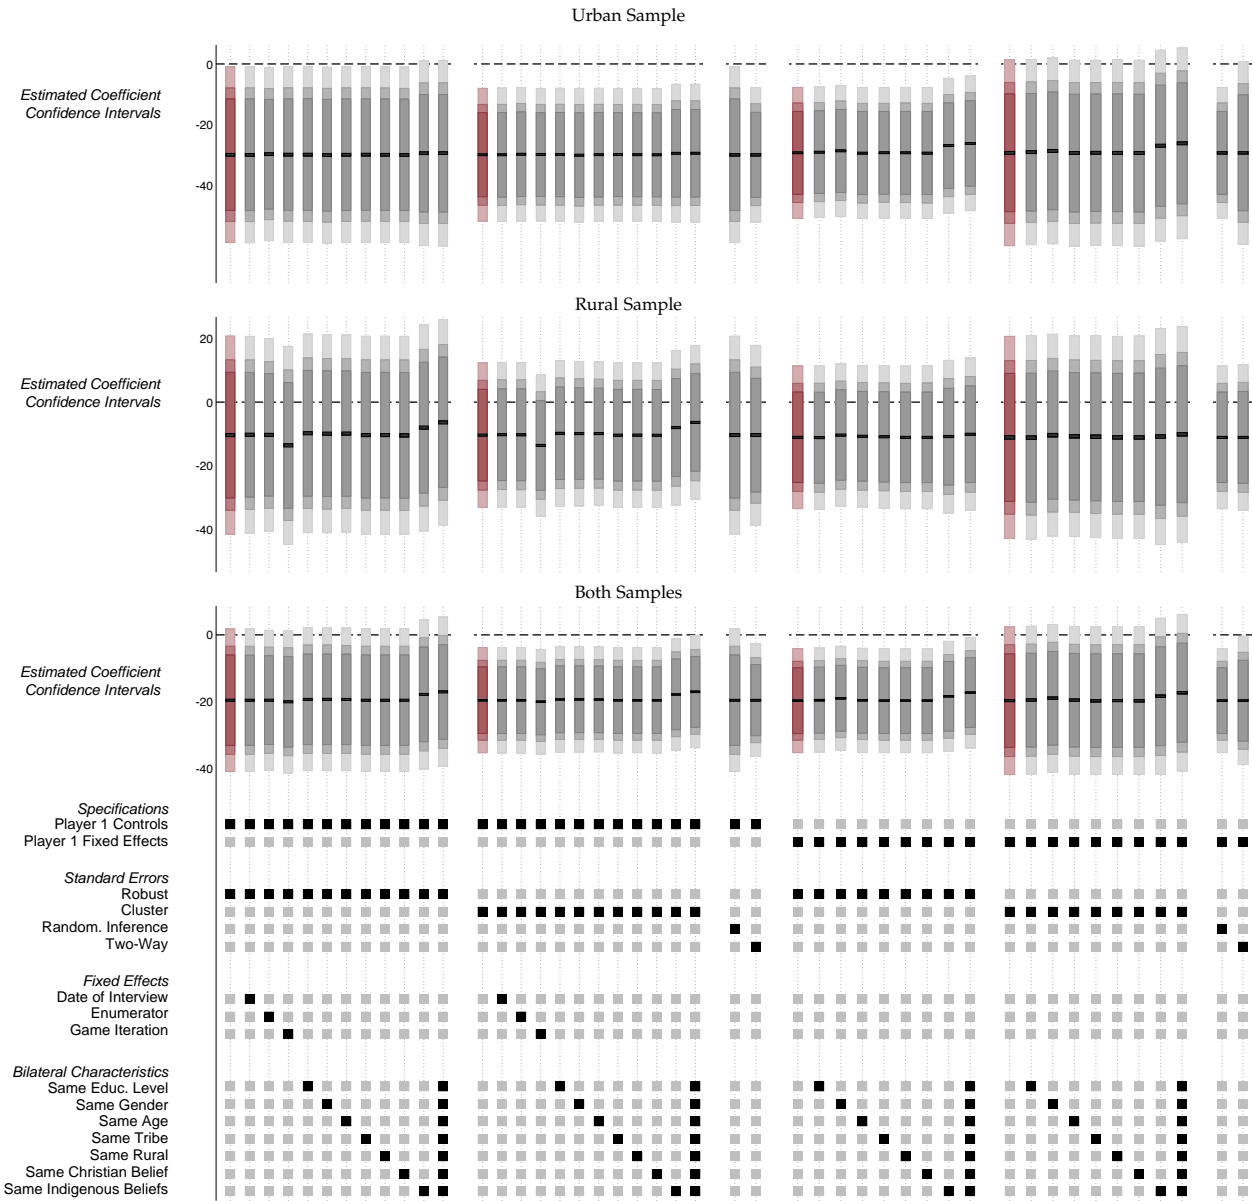 Urban Sample
0
-20
-40
Estimated Coefficient
Confidence Intervals
Rural Sample
20
0
-20
-40
Estimated Coefficient
Confidence Intervals
Both Samples
0
-20
-40
Estimated Coefficient
Confidence Intervals
Specifications
Player 1 Controls
Player 1 Fixed Effects
Standard Errors
Robust
Cluster
Random. Inference
Two-Way
Fixed Effects
Date of Interview
Enumerator
Game Iteration
Bilateral Characteristics
Same Educ. Level
Same Gender
Same Age
Same Tribe
Same Rural
Same Christian Belief
Same Indigenous Beliefs